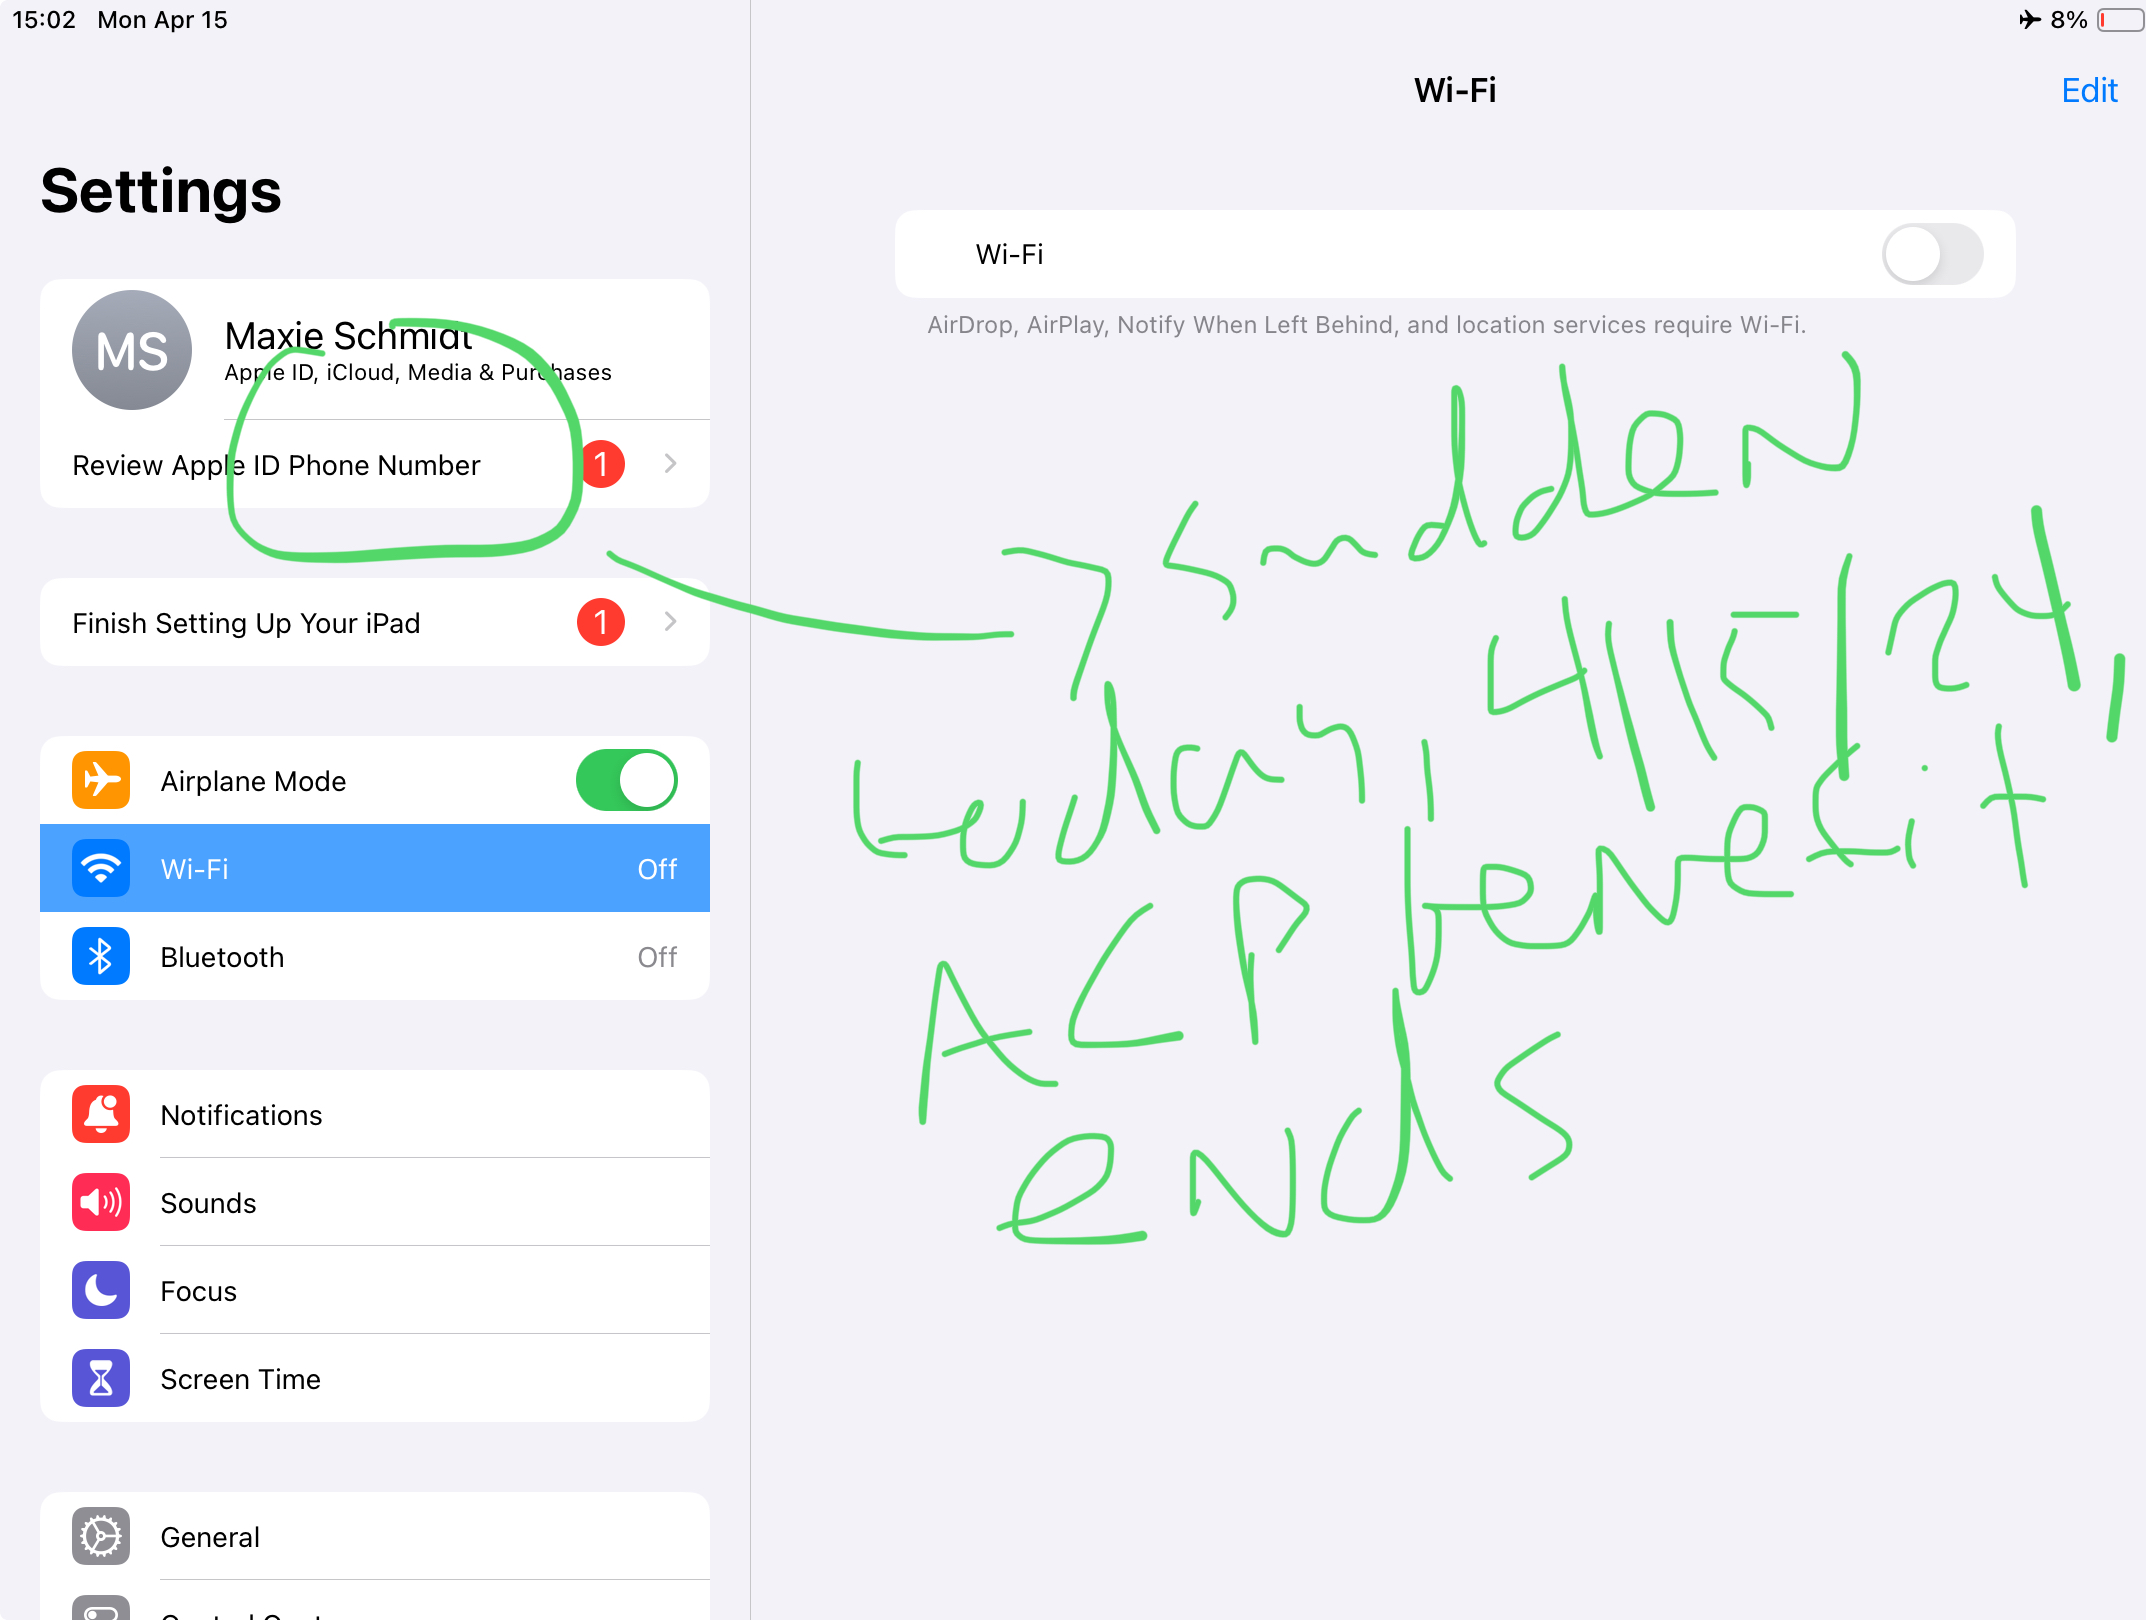 15:02 Mon Apr 15
8%
Settings
MS
Maxie Schmidt
Apple ID, iCloud, Media & Purchases
Review Apple ID Phone Number 1
Finish Setting Up Your iPad 1
Airplane Mode
Wi-Fi Off
Bluetooth Off
Notifications
Sounds
Focus
Screen Time
General
Wi-Fi
Edit
Wi-Fi
AirDrop, AirPlay, Notify When Left Behind, and location services require Wi-Fi.
sudden
today, 4/15/24,
ACP benefit
ends